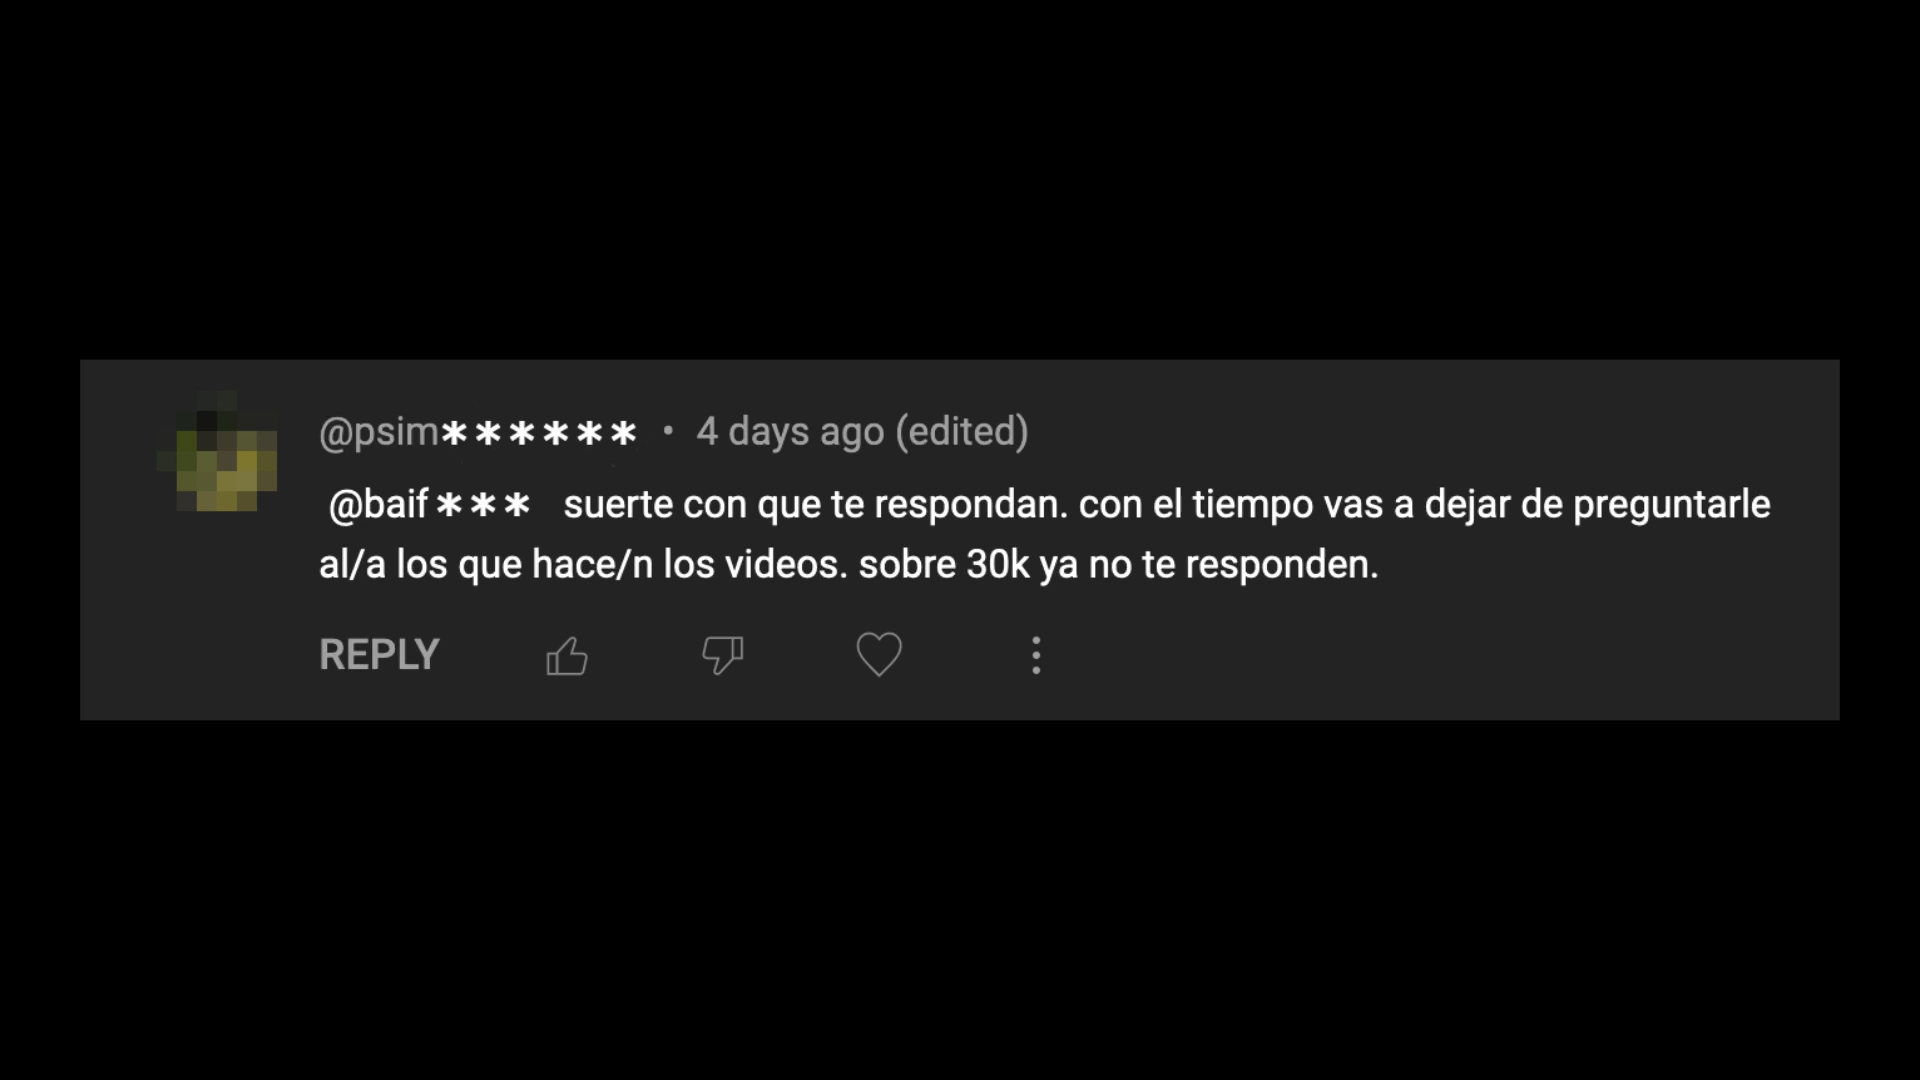 @psim****** • 4 days ago (edited)
@baif*** suerte con que te respondan. con el tiempo vas a dejar de preguntarle
al/a los que hace/n los videos. sobre 30k ya no te responden.
REPLY